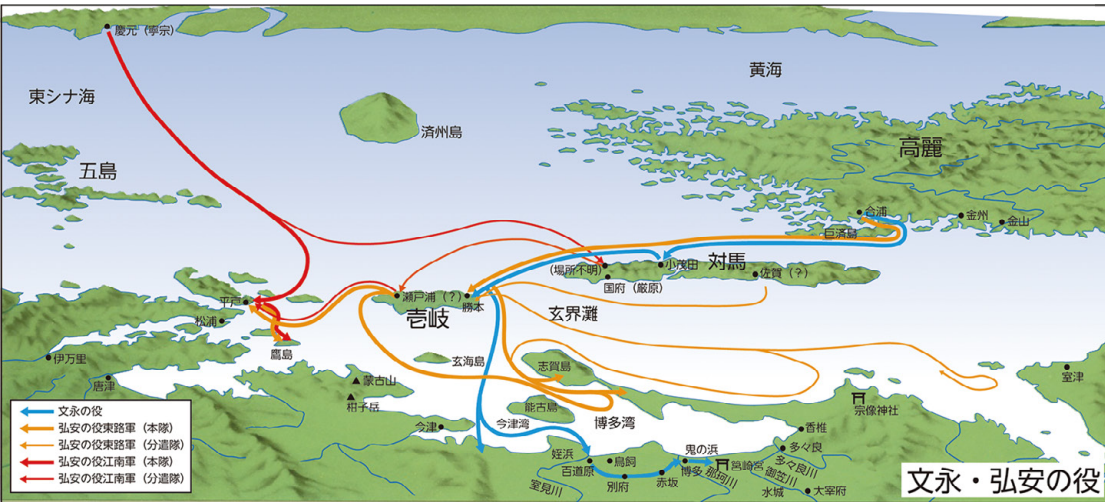 慶元（寧宗）
東シナ海
黄海
済州島
五島
高麗
合浦
金州
金山
巨済島
（場所不明）
小茂田
対馬
佐賀（？）
国府（厳原）
平戸
瀬戸浦（？）
勝本
壱岐
玄界灘
松浦
鷹島
伊万里
唐津
蒙古山
柑子岳
玄海島
志賀島
能古島
博多湾
今津
今津湾
宗像神社
室津
香椎
多々良
多々良川
御笠川
姪浜
百道原
鳥飼
別府
赤坂
鬼の浜
博多
那珂川
筥崎宮
室見川
水城
大宰府
文永の役
弘安の役東路軍（本隊）
弘安の役東路軍（分遣隊）
弘安の役江南軍（本隊）
弘安の役江南軍（分遣隊）
文永・弘安の役